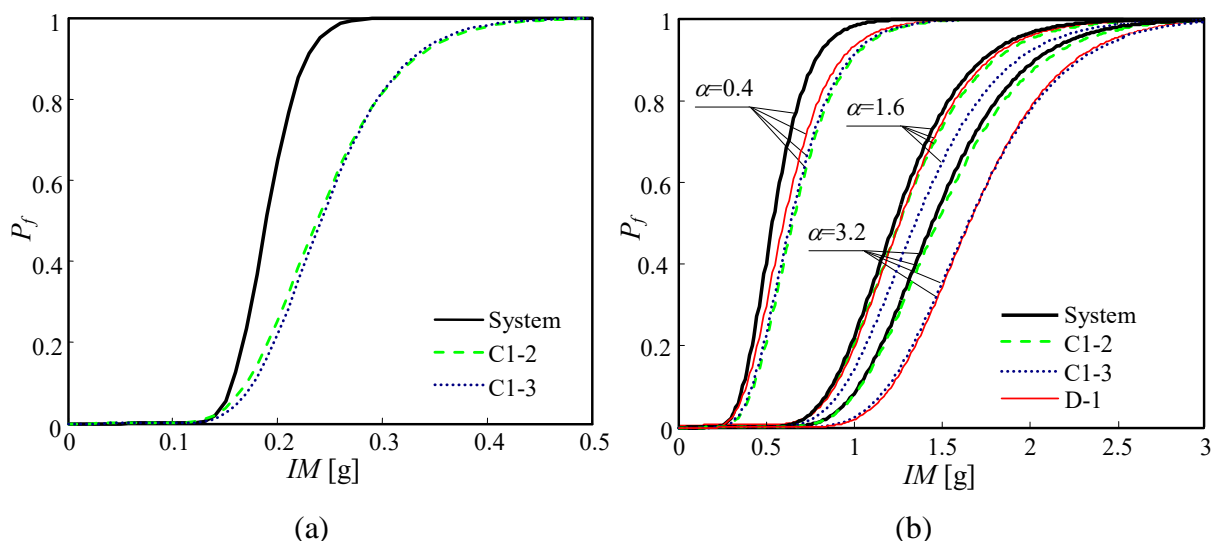 1
0.8
0.6
0.4
0.2
0
P_f
0 0.1 0.2 0.3 0.4 0.5
IM [g]
System
C1-2
C1-3
(a)
1
0.8
0.6
0.4
0.2
0
P_f
0 0.5 1 1.5 2 2.5 3
IM [g]
α=0.4
α=1.6
α=3.2
System
C1-2
C1-3
D-1
(b)